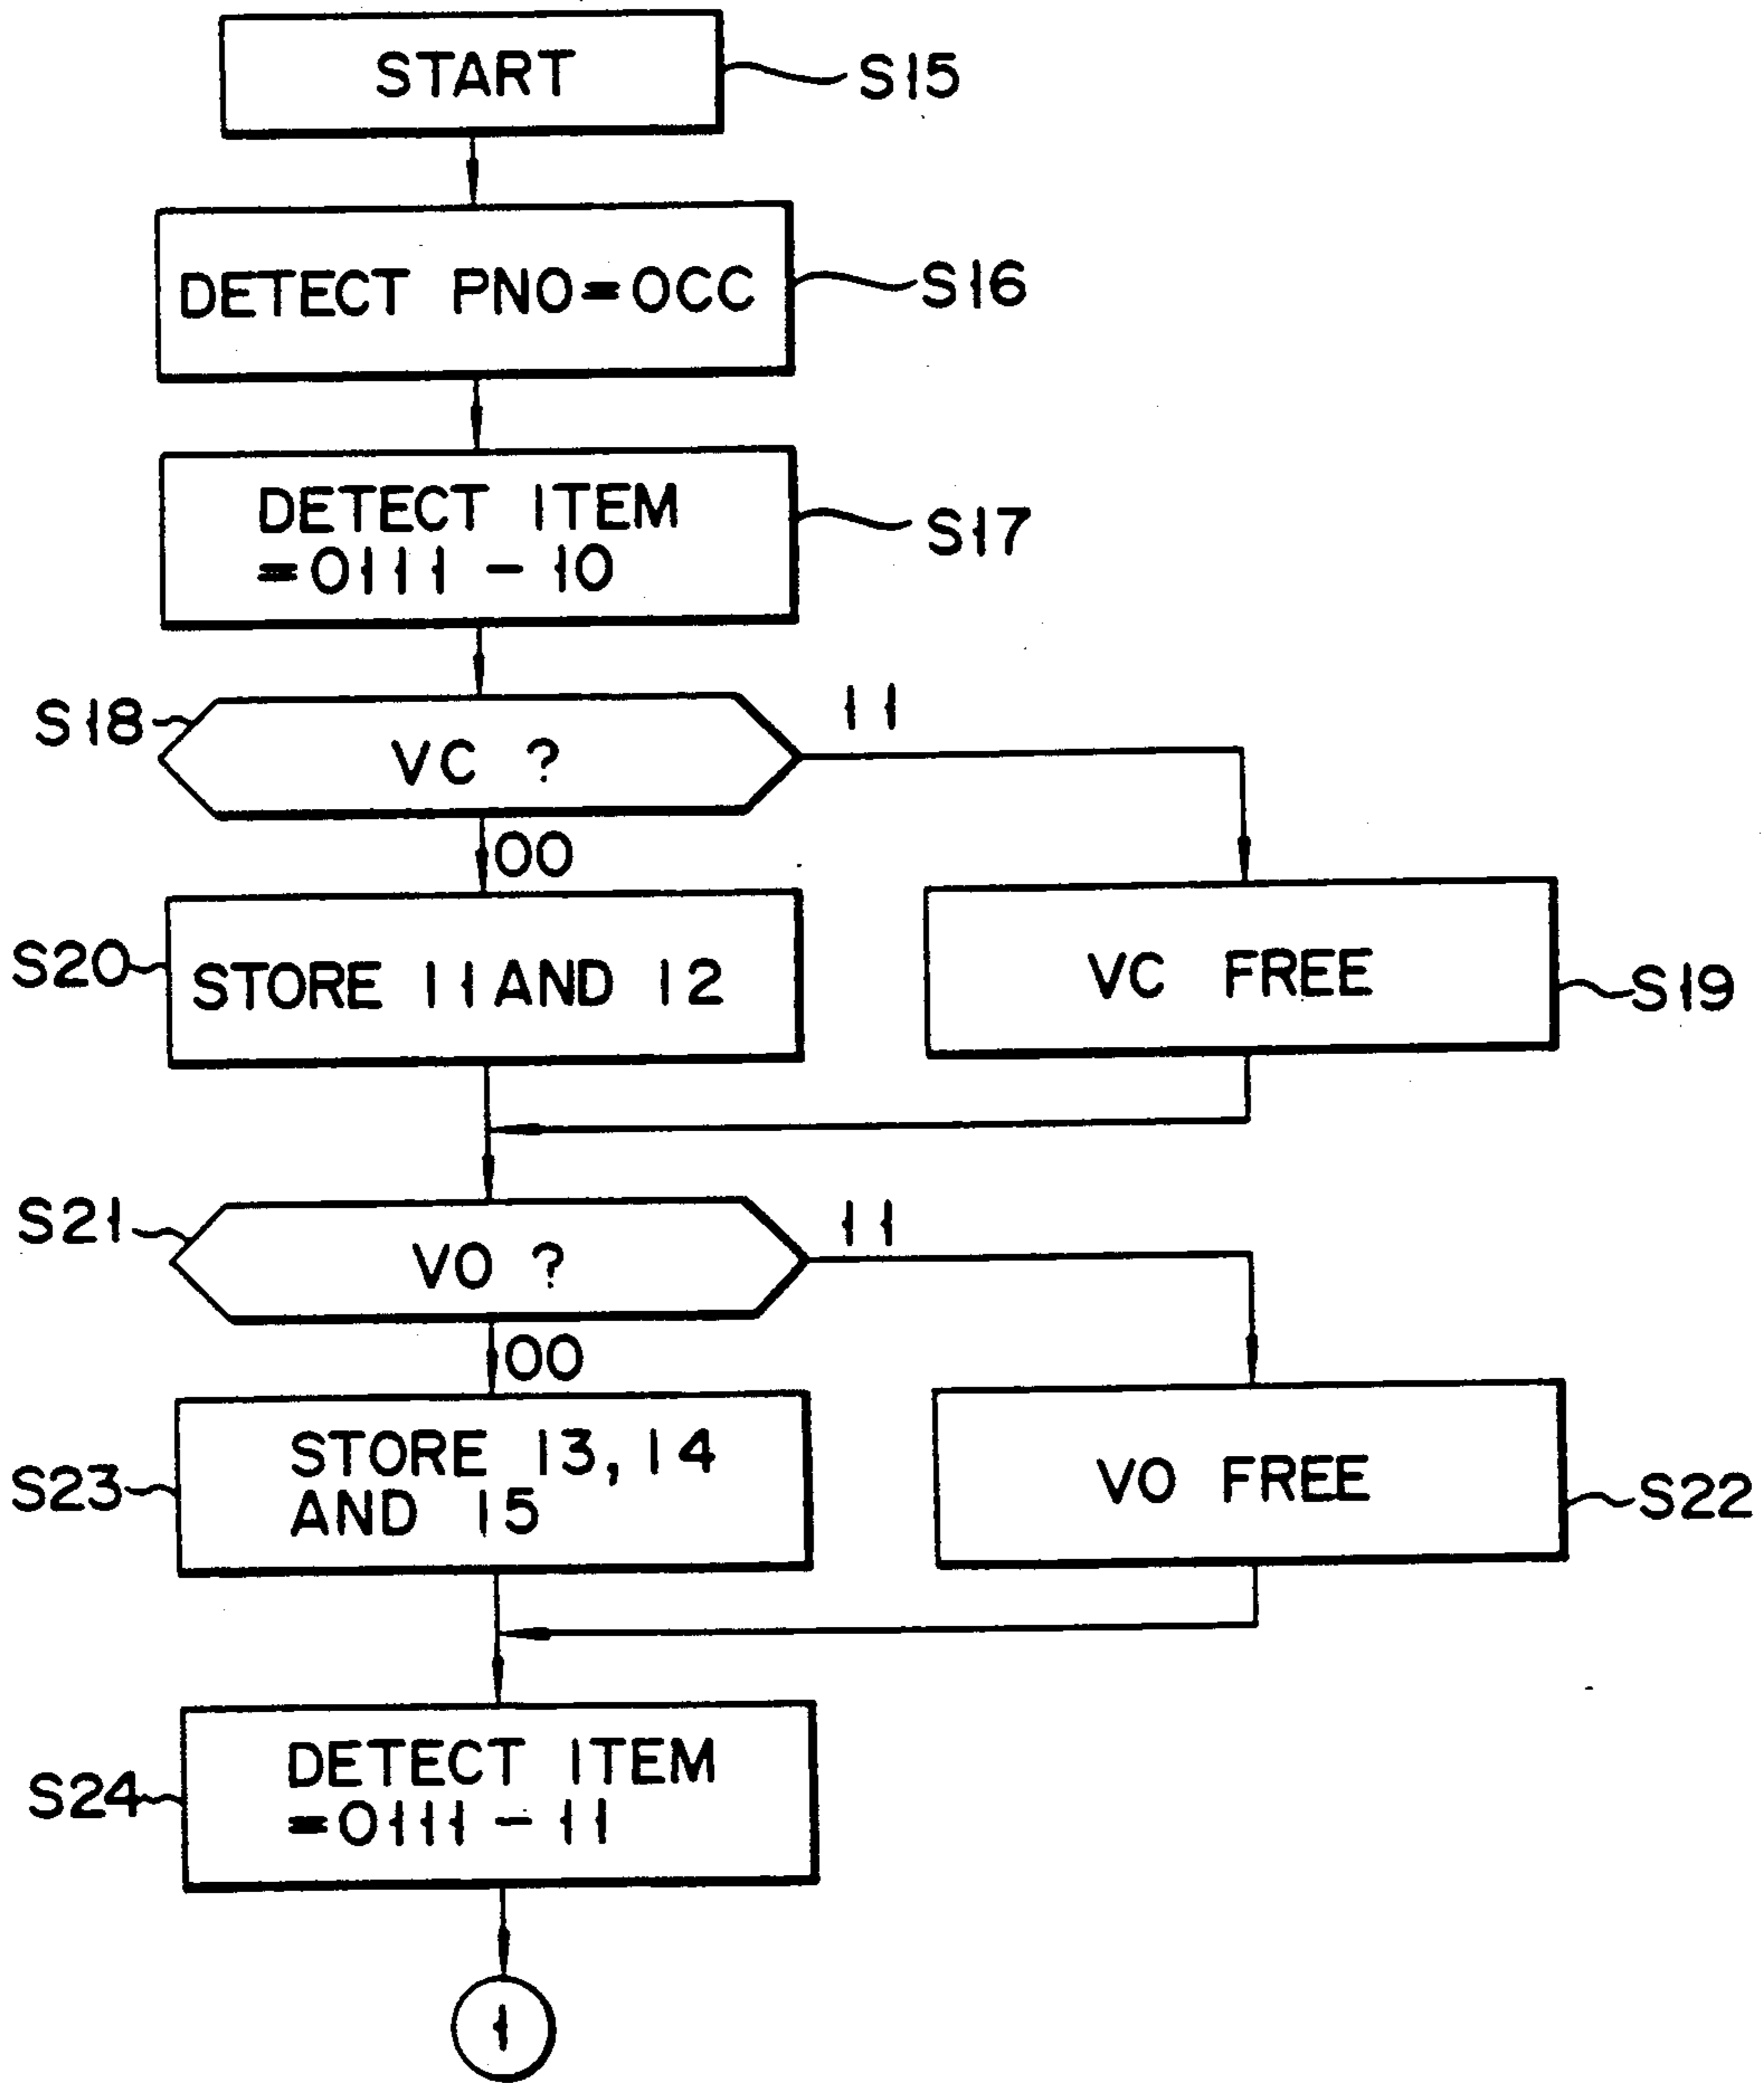 START
S15
DETECT PNO=OCC
S16
DETECT ITEM
=0111 - 10
S17
S18
VC ?
11
00
S20
STORE 11 AND 12
VC FREE
S19
S21
VO ?
11
00
S23
STORE 13, 14
AND 15
VO FREE
S22
S24
DETECT ITEM
=0111 - 11
1